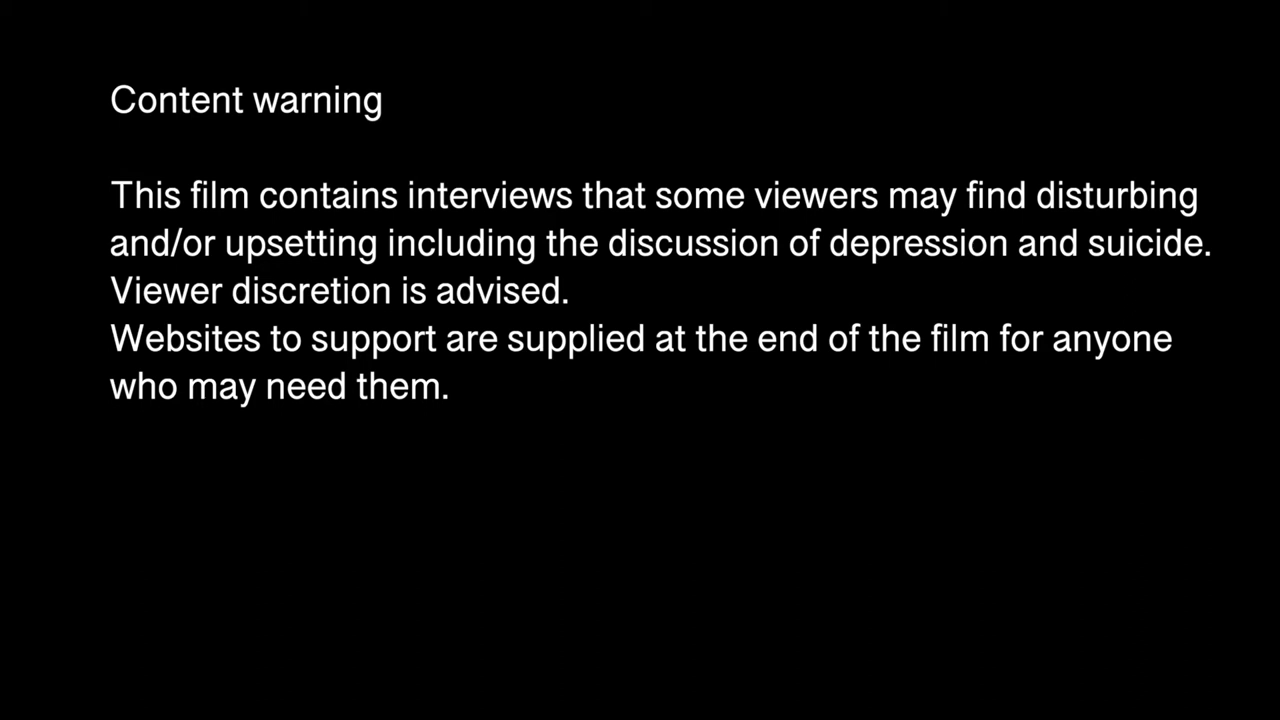 Content warning
This film contains interviews that some viewers may find disturbing
and/or upsetting including the discussion of depression and suicide.
Viewer discretion is advised.
Websites to support are supplied at the end of the film for anyone
who may need them.